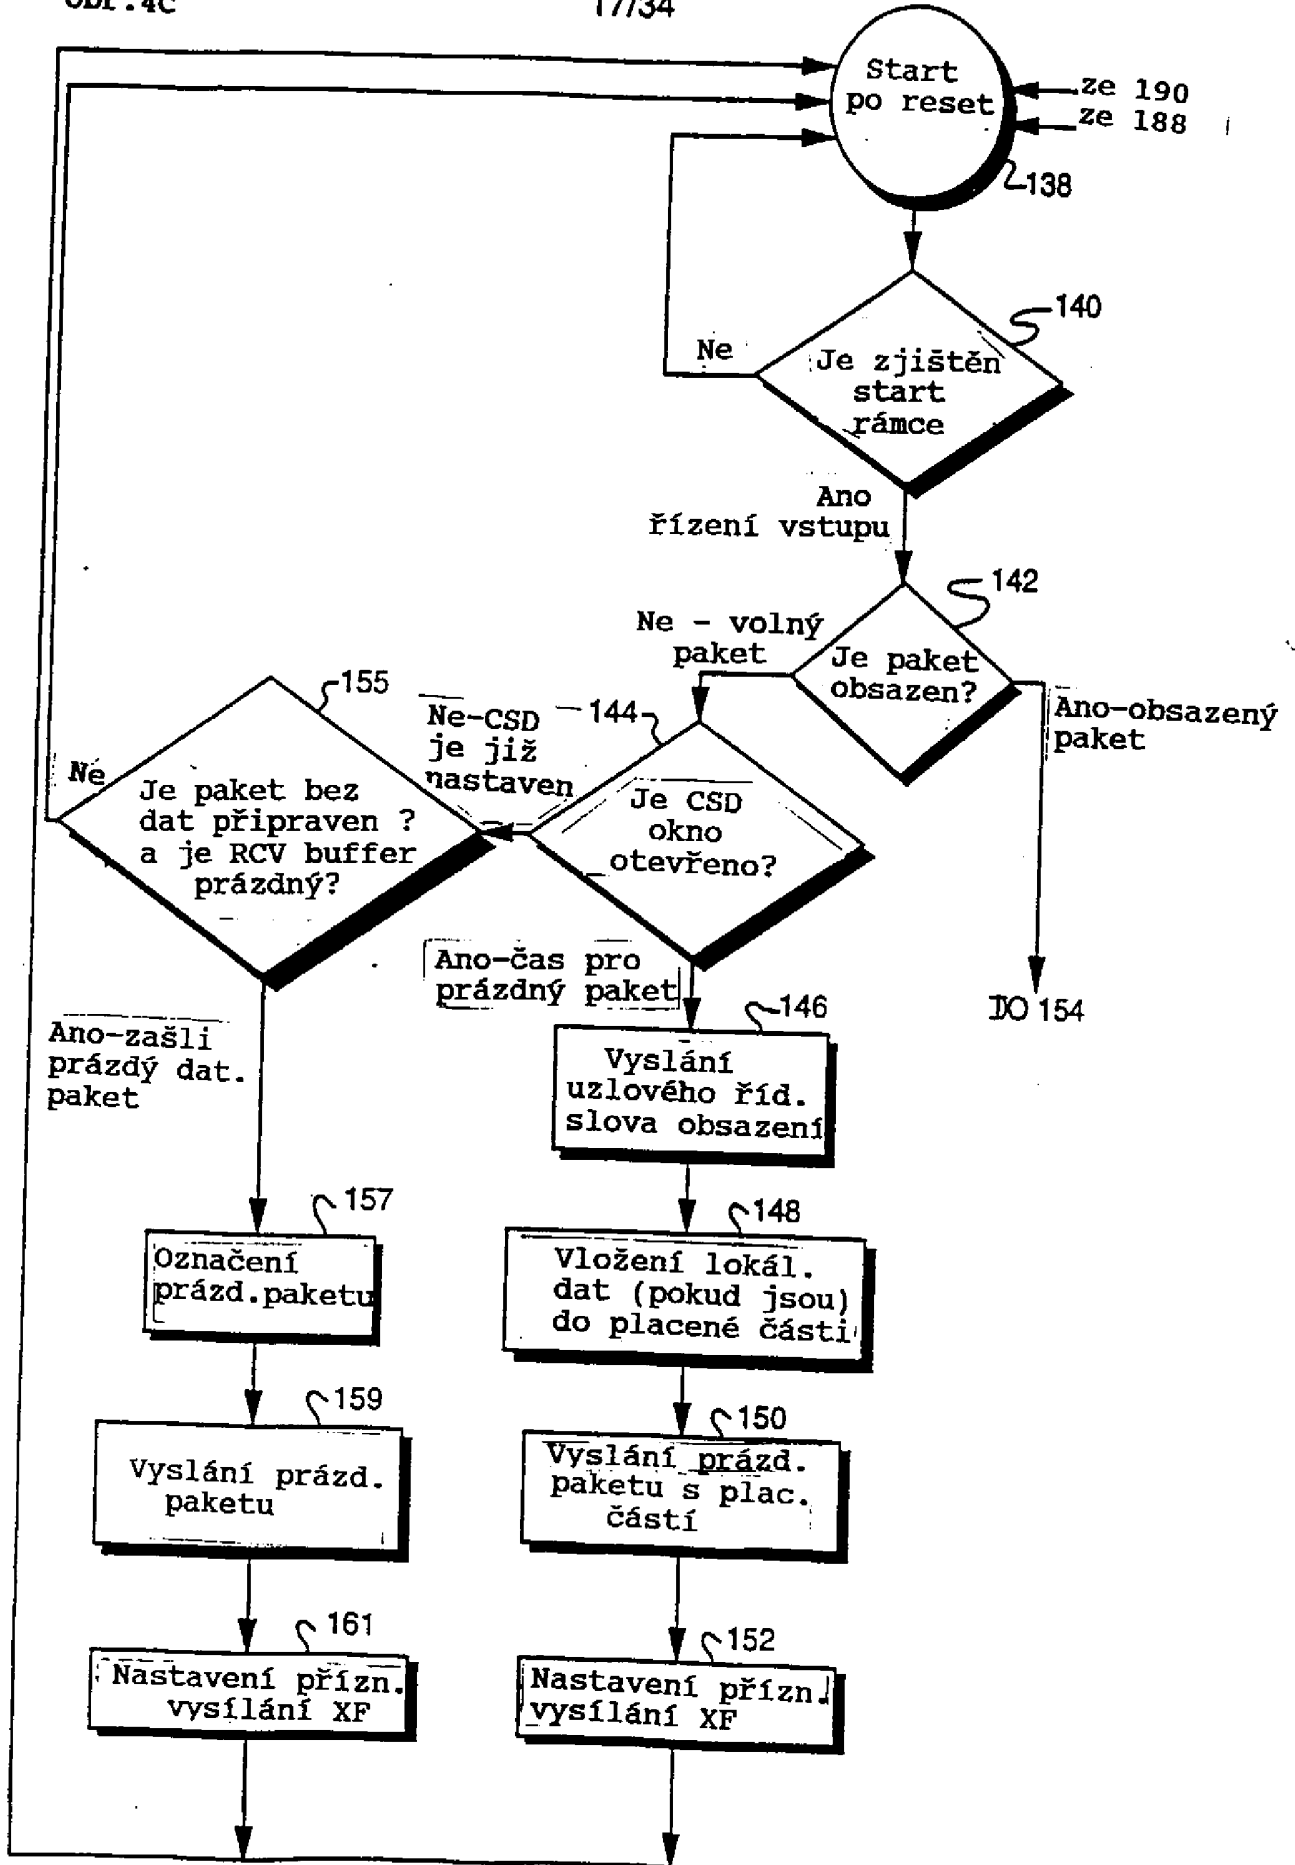 Obr.4C
17/34
Start
po reset
ze 190
ze 188
138
140
Ne
Je zjištěn
start
rámce
Ano
řízení vstupu
142
Ne - volný
paket
Je paket
obsazen?
Ano-obsazený
paket
155
Ne-CSD
je již
nastaven
144
Ne
Je paket bez
dat připraven ?
a je RCV buffer
prázdný?
Je CSD
okno
otevřeno?
Ano-čas pro
prázdný paket
DO 154
Ano-zašli
prázdý dat.
paket
146
Vyslání
uzlového říd.
slova obsazení
157
Označení
prázd.paketu
148
Vložení lokál.
dat (pokud jsou)
do placené části
159
Vyslání prázd.
paketu
150
Vyslání prázd.
paketu s plac.
částí
161
Nastavení přízn.
vysílání XF
152
Nastavení přízn.
vysílání XF